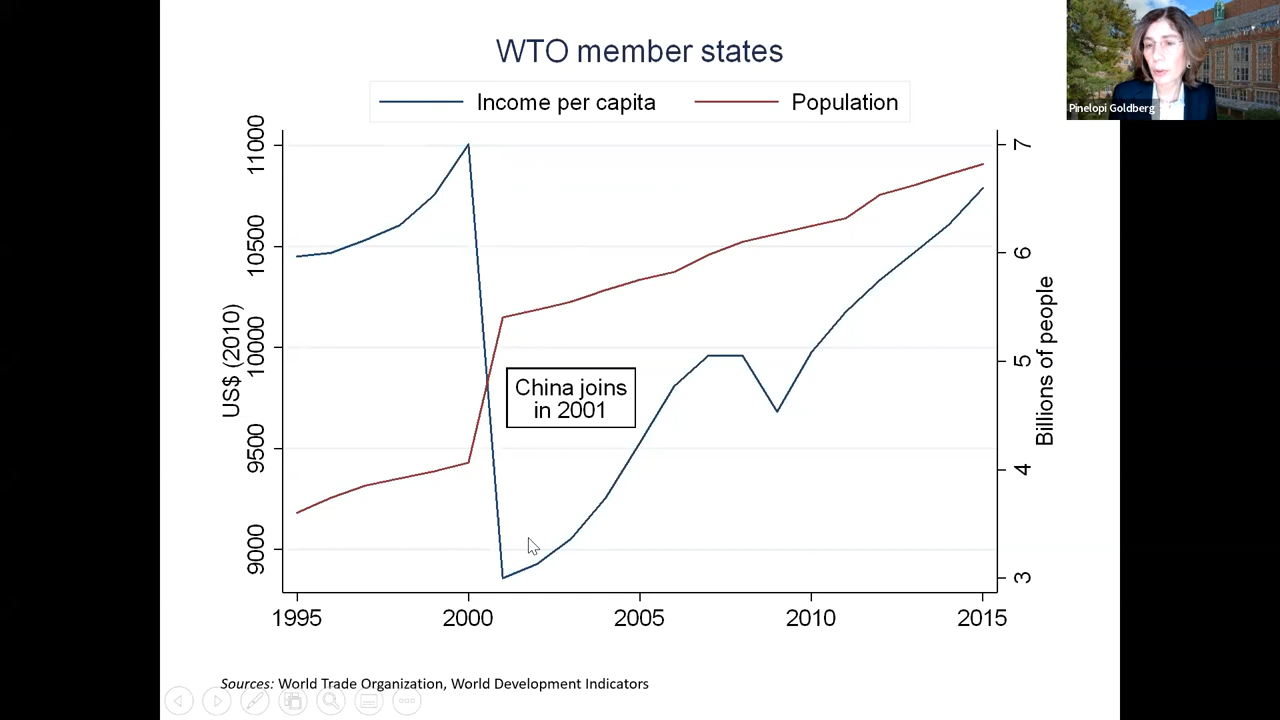 WTO member states
Income per capita
Population
Pinelopi Goldberg
US$ (2010)
11000
10500
10000
9500
9000
7
6
5
4
3
Billions of people
China joins
in 2001
1995
2000
2005
2010
2015
Sources: World Trade Organization, World Development Indicators